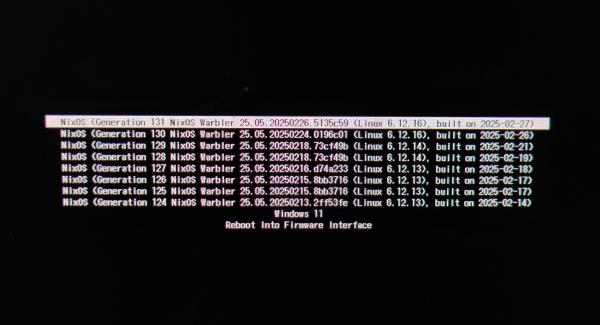 NixOS (Generation 131 NixOS Warbler 25.05.20250226.5135c59 (Linux 6.12.16), built on 2025-02-27)
NixOS (Generation 130 NixOS Warbler 25.05.20250224.0196c01 (Linux 6.12.16), built on 2025-02-26)
NixOS (Generation 129 NixOS Warbler 25.05.20250218.73cf49b (Linux 6.12.14), built on 2025-02-21)
NixOS (Generation 128 NixOS Warbler 25.05.20250218.73cf49b (Linux 6.12.14), built on 2025-02-19)
NixOS (Generation 127 NixOS Warbler 25.05.20250216.d74a233 (Linux 6.12.13), built on 2025-02-18)
NixOS (Generation 126 NixOS Warbler 25.05.20250215.8bb3716 (Linux 6.12.13), built on 2025-02-17)
NixOS (Generation 125 NixOS Warbler 25.05.20250215.8bb3716 (Linux 6.12.13), built on 2025-02-17)
NixOS (Generation 124 NixOS Warbler 25.05.20250213.2ff53fe (Linux 6.12.13), built on 2025-02-14)
Windows 11
Reboot Into Firmware Interface